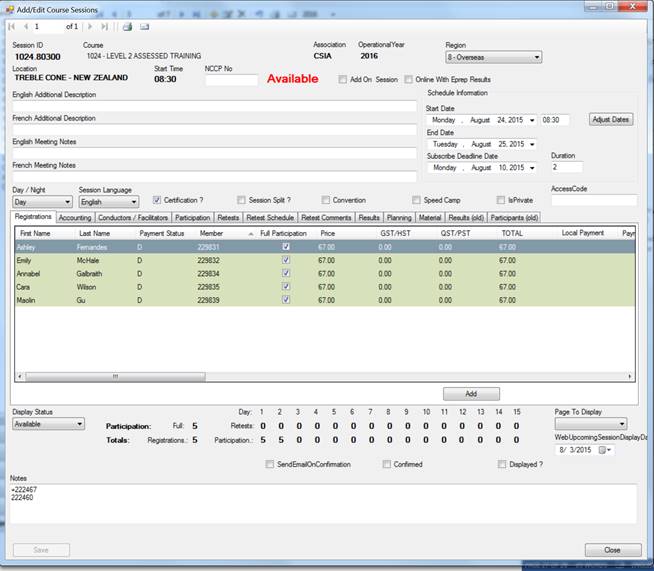 Add/Edit Course Sessions
1 of 1
Session ID Course Association OperationalYear Region
1024.80300 1024 - LEVEL 2 ASSESSED TRAINING CSIA 2016 8 - Overseas
Location Start Time NCCP No
TREBLE CONE - NEW ZEALAND 08:30 Available Add On Session Online With Eprep Results
English Additional Description Schedule Information
Start Date
French Additional Description Monday , August 24, 2015 08:30 Adjust Dates
End Date
English Meeting Notes Tuesday , August 25, 2015
Subscribe Deadline Date Duration
French Meeting Notes Monday , August 10, 2015 2
Day / Night Session Language AccessCode
Day English Certification ? Session Split ? Convention Speed Camp IsPrivate
Registrations Accounting Conductors / Facilitators Participation Retests Retest Schedule Retest Comments Results Planning Material Results (old) Participants (old)
First Name Last Name Payment Status Member Full Participation Price GST/HST QST/PST TOTAL Local Payment Payr
Ashley Fernandes D 229831 67.00 0.00 0.00 67.00
Emily McHale D 229832 67.00 0.00 0.00 67.00
Annabel Galbraith D 229834 67.00 0.00 0.00 67.00
Cara Wilson D 229835 67.00 0.00 0.00 67.00
Maolin Gu D 229839 67.00 0.00 0.00 67.00
Add
Display Status Day: 1 2 3 4 5 6 7 8 9 10 11 12 13 14 15 Page To Display
Available Participation: Full: 5 Retests: 0 0 0 0 0 0 0 0 0 0 0 0 0 0 0
Totals: Registrations.: 5 Participation.: 5 5 0 0 0 0 0 0 0 0 0 0 0 0 0 WebUpcomingSessionDisplayDa
8/ 3/2015
SendEmailOnConfirmation Confirmed Displayed ?
Notes
+222467
222460
Save Close